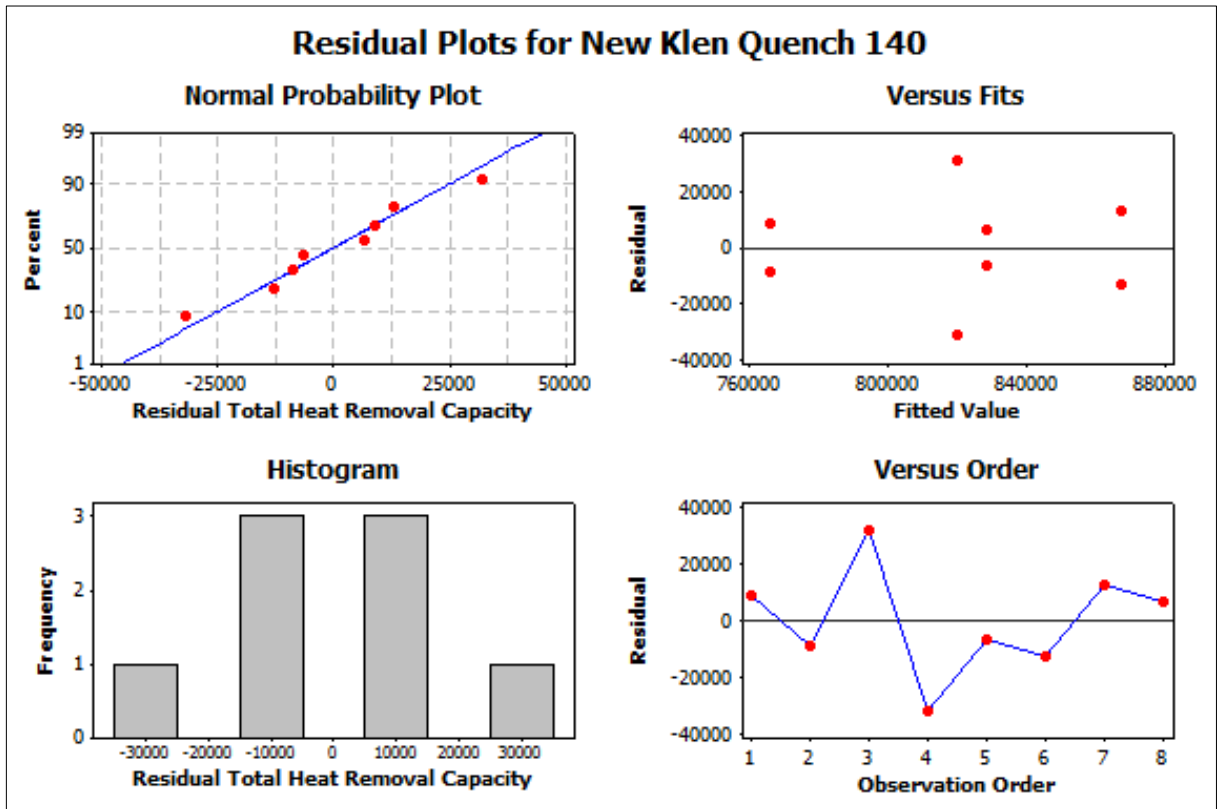 Residual Plots for New Klen Quench 140
Normal Probability Plot
99
90
50
10
1
Percent
-50000 -25000 0 25000 50000
Residual Total Heat Removal Capacity
Versus Fits
40000
20000
0
-20000
-40000
Residual
760000 800000 840000 880000
Fitted Value
Histogram
3
2
1
0
Frequency
-30000 -20000 -10000 0 10000 20000 30000
Residual Total Heat Removal Capacity
Versus Order
40000
20000
0
-20000
-40000
Residual
1 2 3 4 5 6 7 8
Observation Order